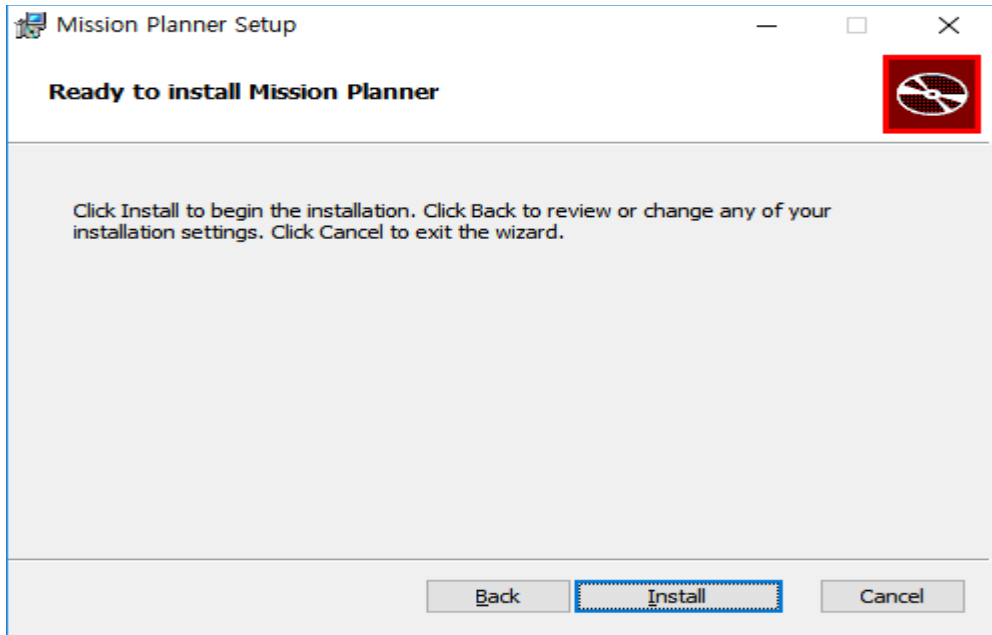 Mission Planner Setup
Ready to install Mission Planner
Click Install to begin the installation. Click Back to review or change any of your
installation settings. Click Cancel to exit the wizard.
Back Install Cancel